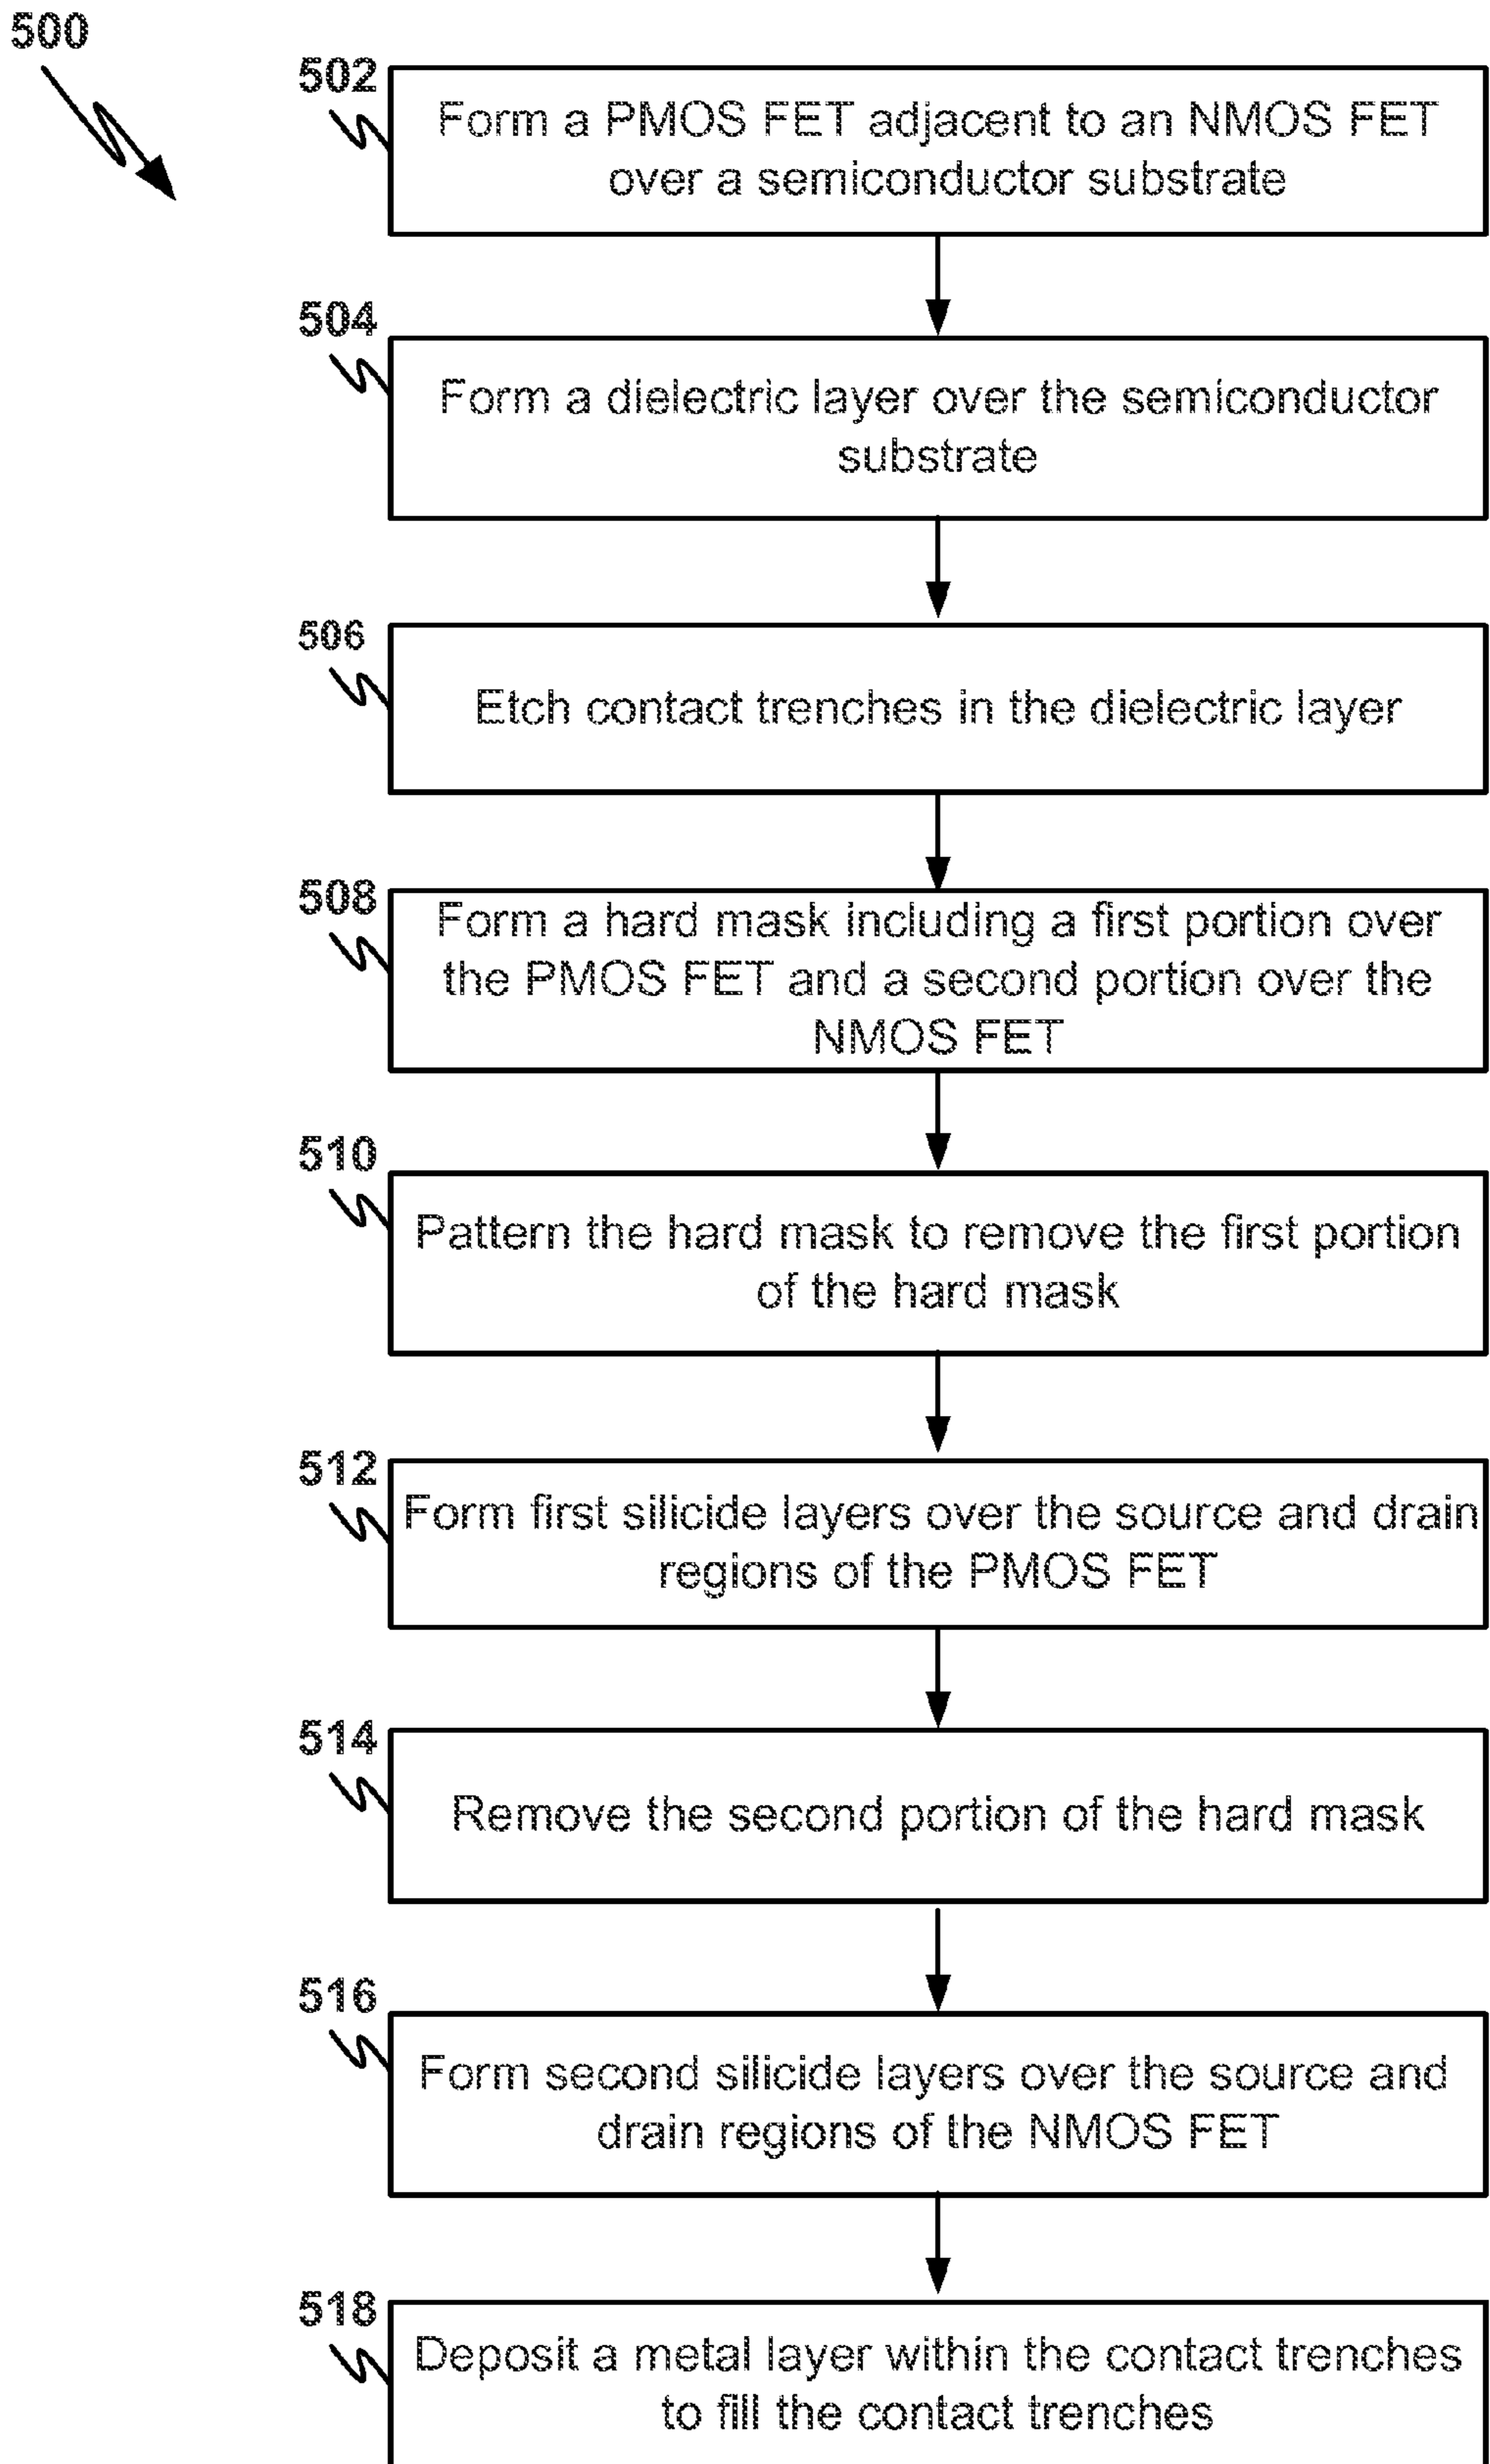 500
502
Form a PMOS FET adjacent to an NMOS FET
over a semiconductor substrate
504
Form a dielectric layer over the semiconductor
substrate
506
Etch contact trenches in the dielectric layer
508
Form a hard mask including a first portion over
the PMOS FET and a second portion over the
NMOS FET
510
Pattern the hard mask to remove the first portion
of the hard mask
512
Form first silicide layers over the source and drain
regions of the PMOS FET
514
Remove the second portion of the hard mask
516
Form second silicide layers over the source and
drain regions of the NMOS FET
518
Deposit a metal layer within the contact trenches
to fill the contact trenches